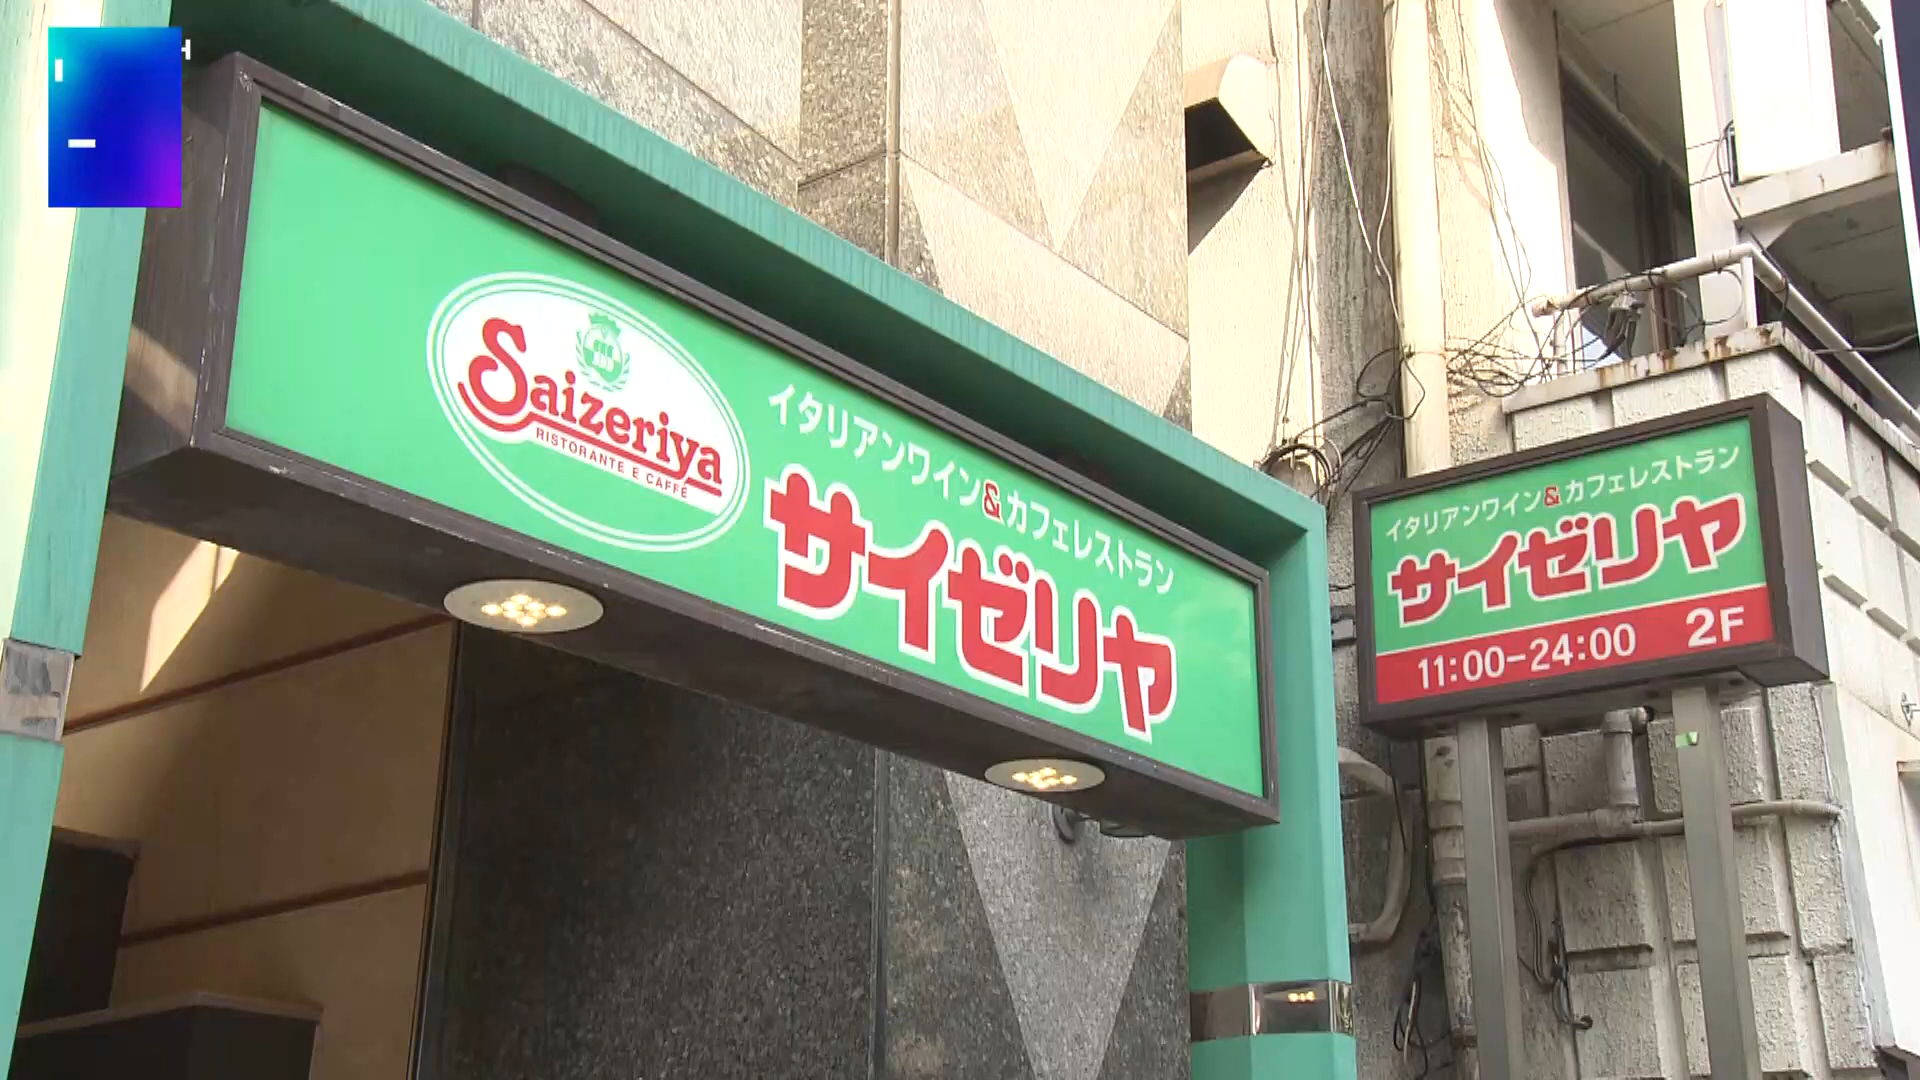 Saizeriya
RISTORANTE E CAFFÉ
イタリアンワイン&カフェレストラン
サイゼリヤ
イタリアンワイン&カフェレストラン
サイゼリヤ
11:00-24:00 2F